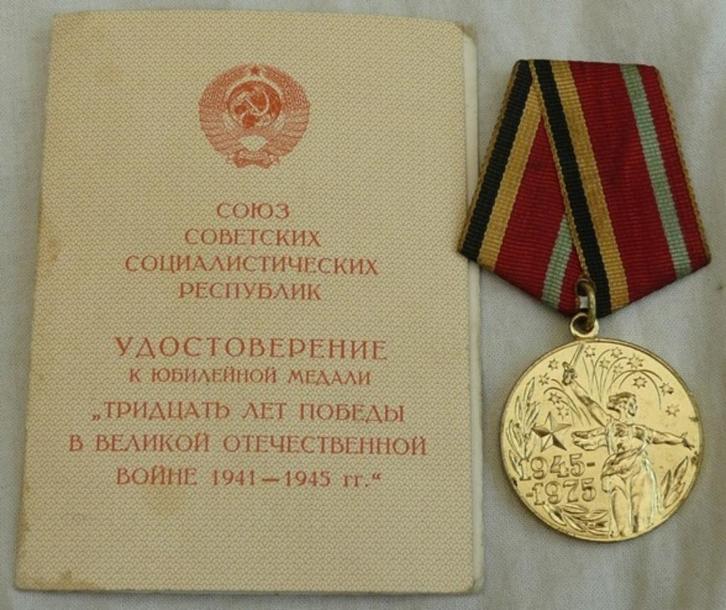 СОЮЗ
СОВЕТСКИХ
СОЦИАЛИСТИЧЕСКИХ
РЕСПУБЛИК
УДОСТОВЕРЕНИЕ
К ЮБИЛЕЙНОЙ МЕДАЛИ
„ТРИДЦАТЬ ЛЕТ ПОБЕДЫ
В ВЕЛИКОЙ ОТЕЧЕСТВЕННОЙ
ВОЙНЕ 1941—1945 гг.“
1945-
-1975